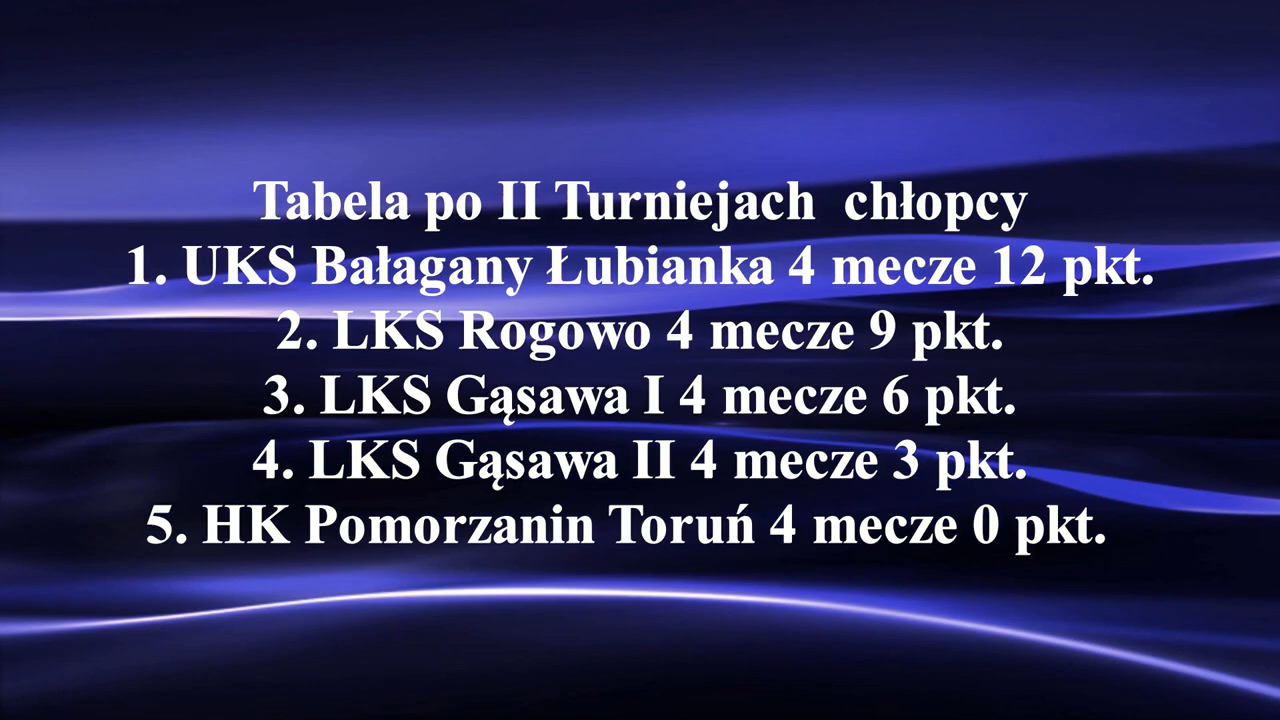 Tabela po II Turniejach chłopcy
1. UKS Bałagany Łubianka 4 mecze 12 pkt.
2. LKS Rogowo 4 mecze 9 pkt.
3. LKS Gąsawa I 4 mecze 6 pkt.
4. LKS Gąsawa II 4 mecze 3 pkt.
5. HK Pomorzanin Toruń 4 mecze 0 pkt.